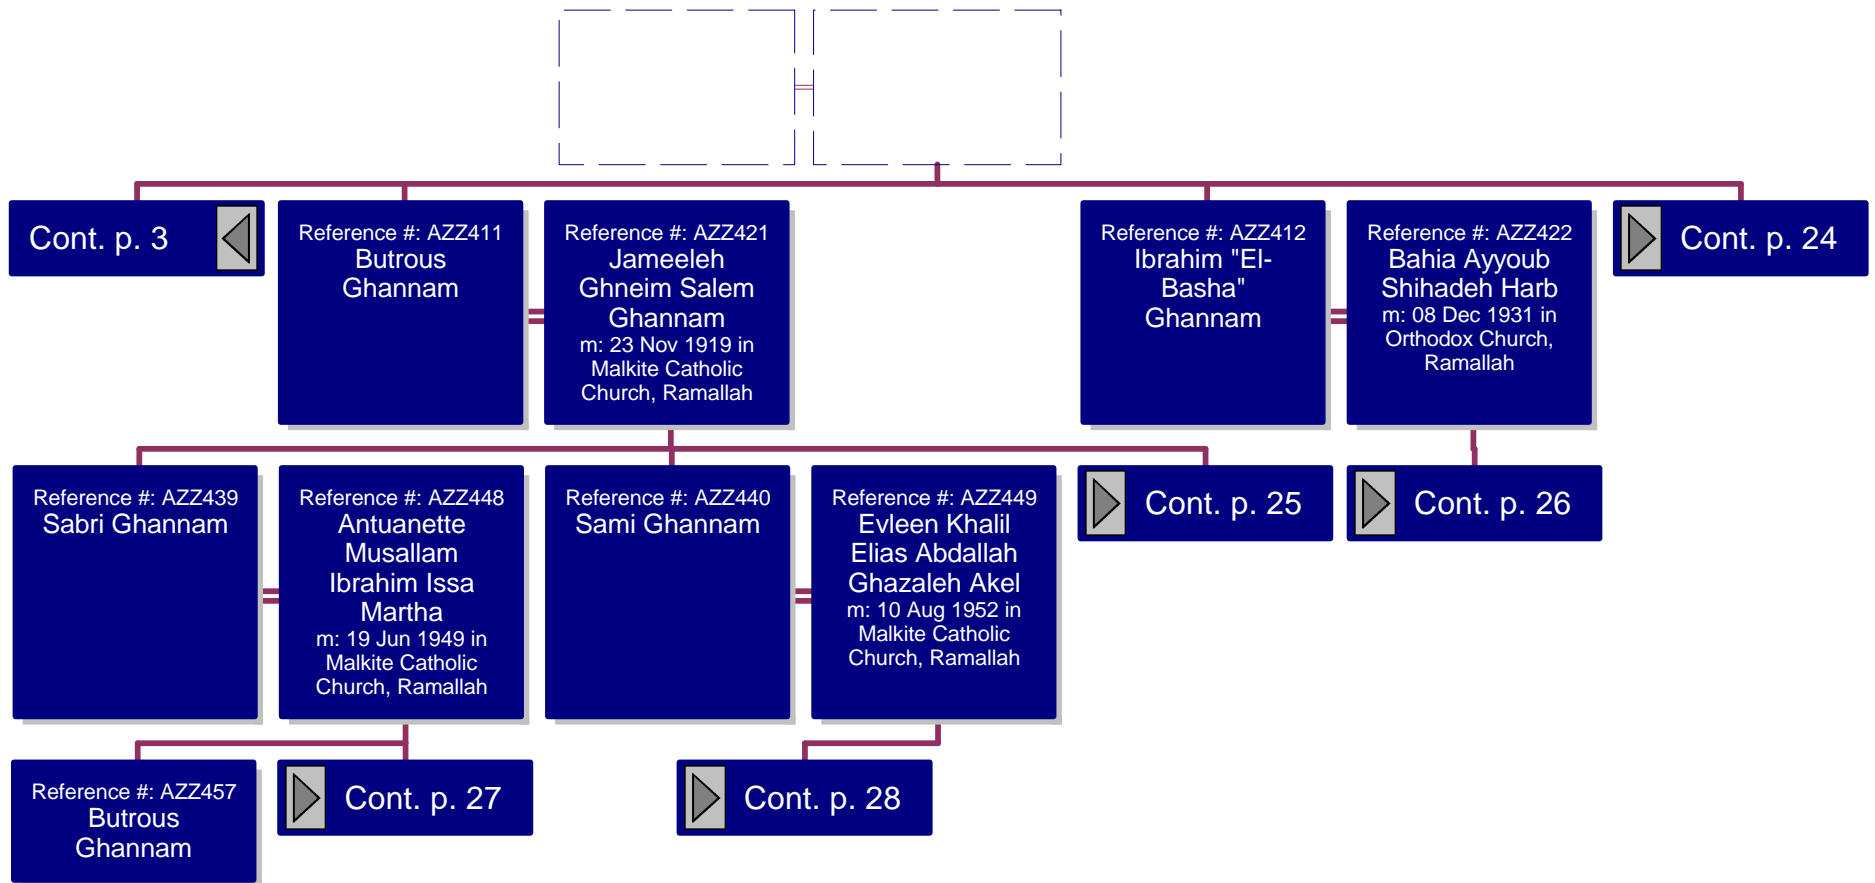 Cont. p. 3
Reference #: AZZ411
Butrous
Ghannam
Reference #: AZZ421
Jameeleh
Ghneim Salem
Ghannam
m: 23 Nov 1919 in
Malkite Catholic
Church, Ramallah
Reference #: AZZ412
Ibrahim "El-
Basha"
Ghannam
Reference #: AZZ422
Bahia Ayyoub
Shihadeh Harb
m: 08 Dec 1931 in
Orthodox Church,
Ramallah
Cont. p. 24
Reference #: AZZ439
Sabri Ghannam
Reference #: AZZ448
Antuanette
Musallam
Ibrahim Issa
Martha
m: 19 Jun 1949 in
Malkite Catholic
Church, Ramallah
Reference #: AZZ440
Sami Ghannam
Reference #: AZZ449
Evleen Khalil
Elias Abdallah
Ghazaleh Akel
m: 10 Aug 1952 in
Malkite Catholic
Church, Ramallah
Cont. p. 25
Cont. p. 26
Reference #: AZZ457
Butrous
Ghannam
Cont. p. 27
Cont. p. 28